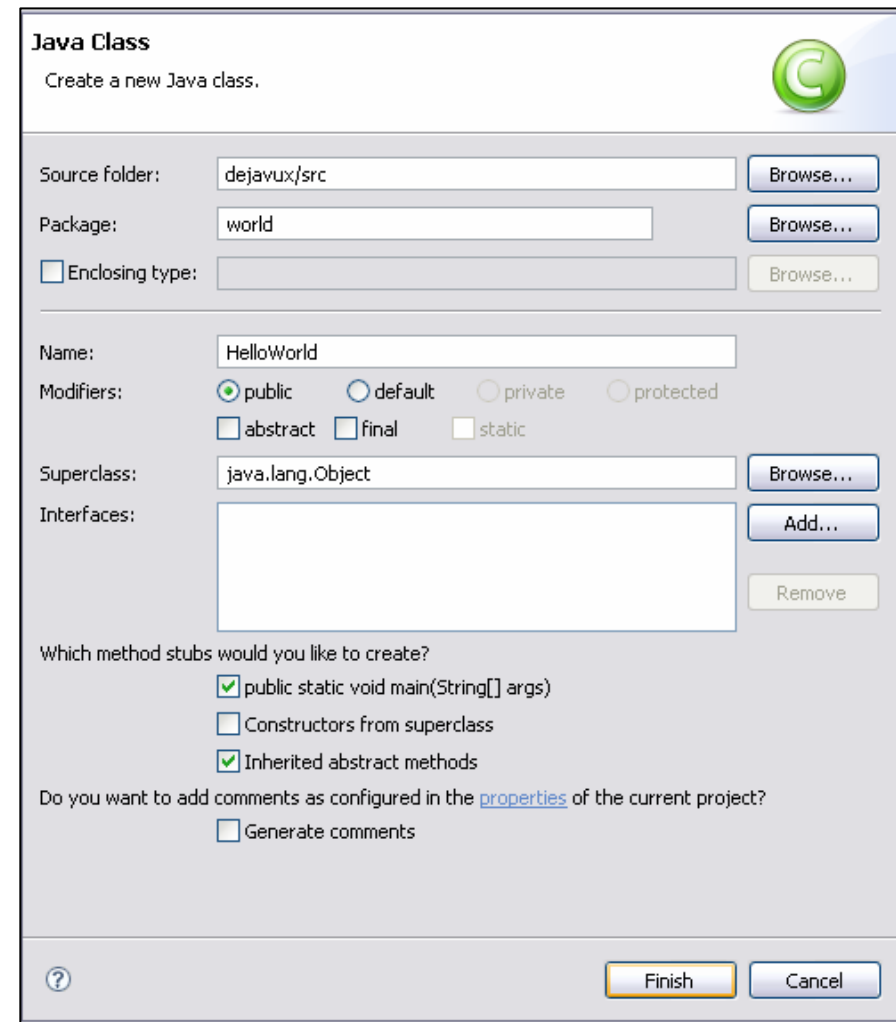 Java Class
Create a new Java class.
C
Source folder: dejavux/src Browse...
Package: world Browse...
Enclosing type: Browse...
Name: HelloWorld
Modifiers: public default private protected
abstract final static
Superclass: java.lang.Object Browse...
Interfaces: Add...
Remove
Which method stubs would you like to create?
public static void main(String[] args)
Constructors from superclass
Inherited abstract methods
Do you want to add comments as configured in the properties of the current project?
Generate comments
? Finish Cancel